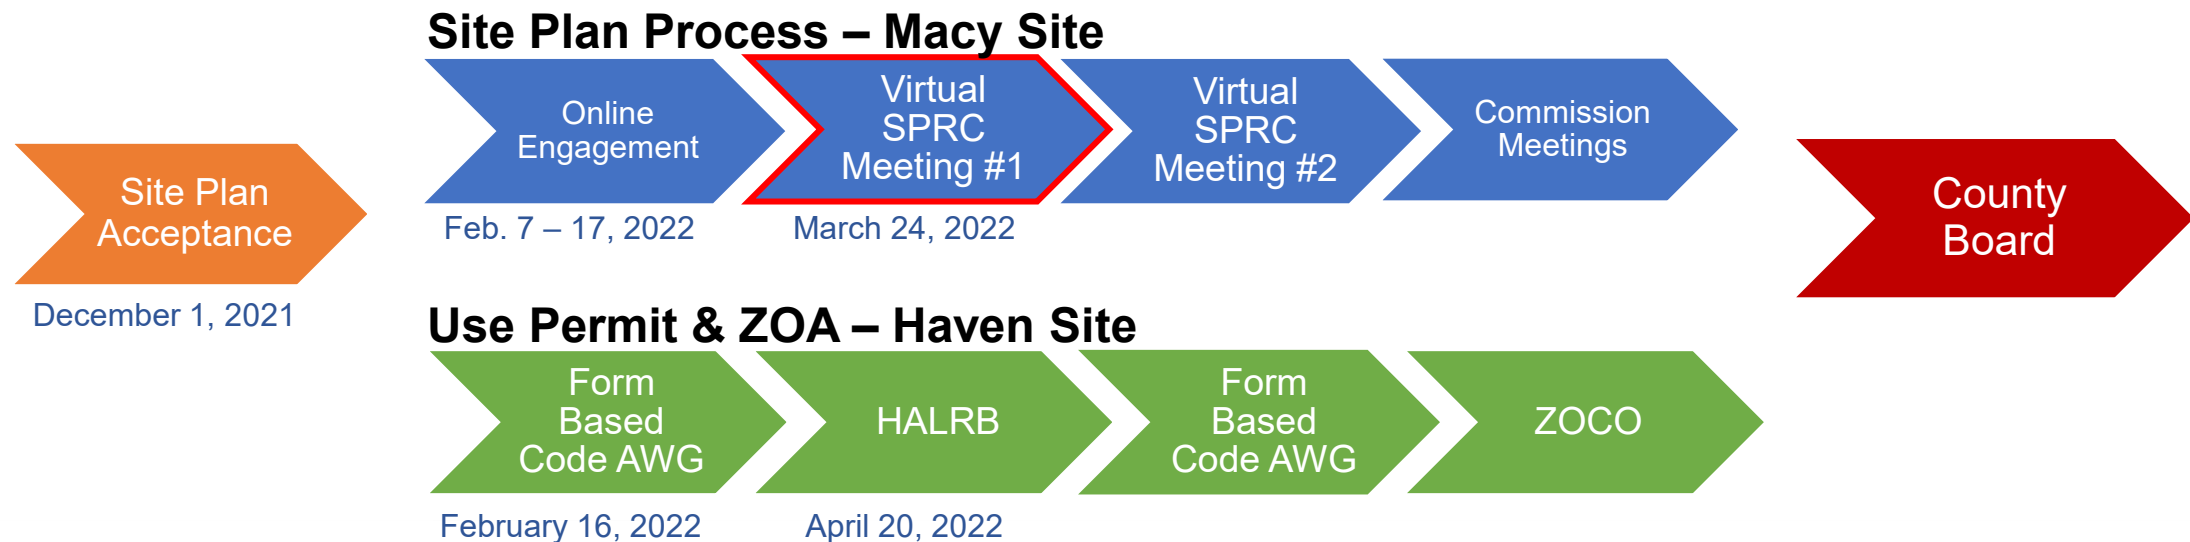 Site Plan Process – Macy Site
Site Plan
Acceptance
December 1, 2021
Online
Engagement
Feb. 7 – 17, 2022
Virtual
SPRC
Meeting #1
March 24, 2022
Virtual
SPRC
Meeting #2
Commission
Meetings
County
Board
Use Permit & ZOA – Haven Site
Form
Based
Code AWG
February 16, 2022
HALRB
April 20, 2022
Form
Based
Code AWG
ZOCO